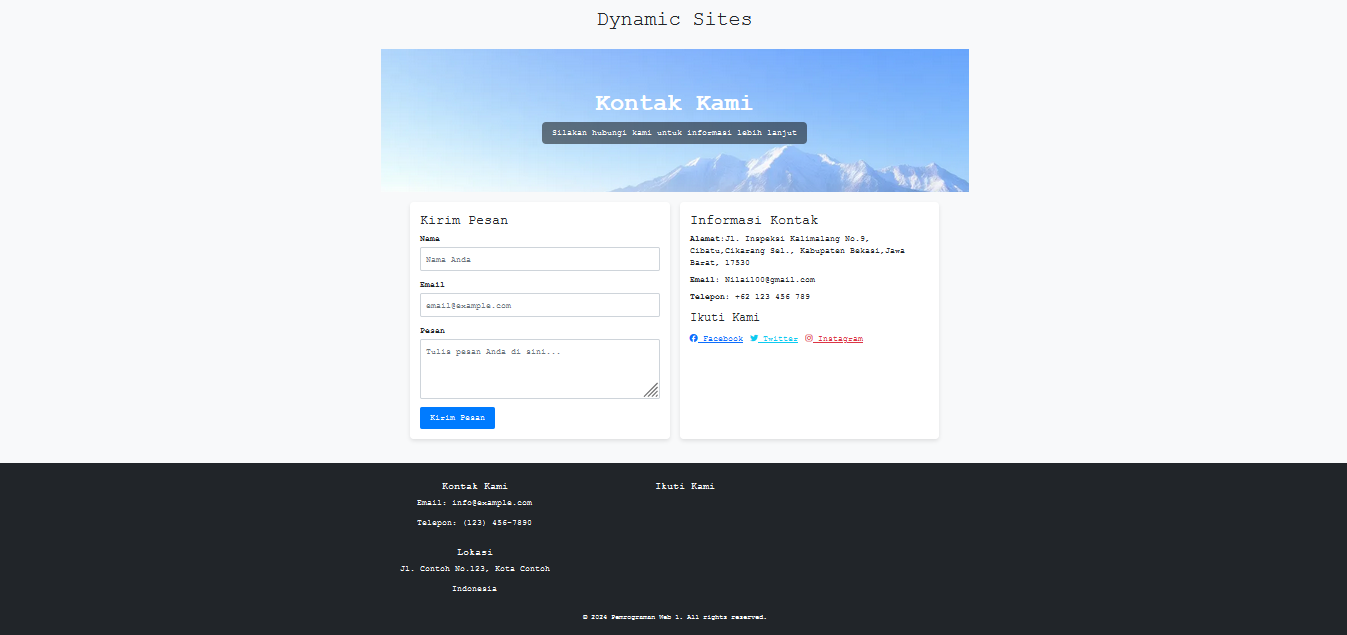 Dynamic Sites
Kontak Kami
Silakan hubungi kami untuk informasi lebih lanjut
Kirim Pesan
Nama
Nama Anda
Email
email@example.com
Pesan
Tulis pesan Anda di sini...
Kirim Pesan
Informasi Kontak
Alamat:Jl. Inspeksi Kalimalang No.9,
Cibatu,Cikarang Sel., Kabupaten Bekasi,Jawa
Barat, 17530
Email: Nilai100@gmail.com
Telepon: +62 123 456 789
Ikuti Kami
Facebook Twitter Instagram
Kontak Kami
Email: info@example.com
Telepon: (123) 456-7890
Ikuti Kami
Lokasi
Jl. Contoh No.123, Kota Contoh
Indonesia
© 2024 Pemrograman Web 1. All rights reserved.